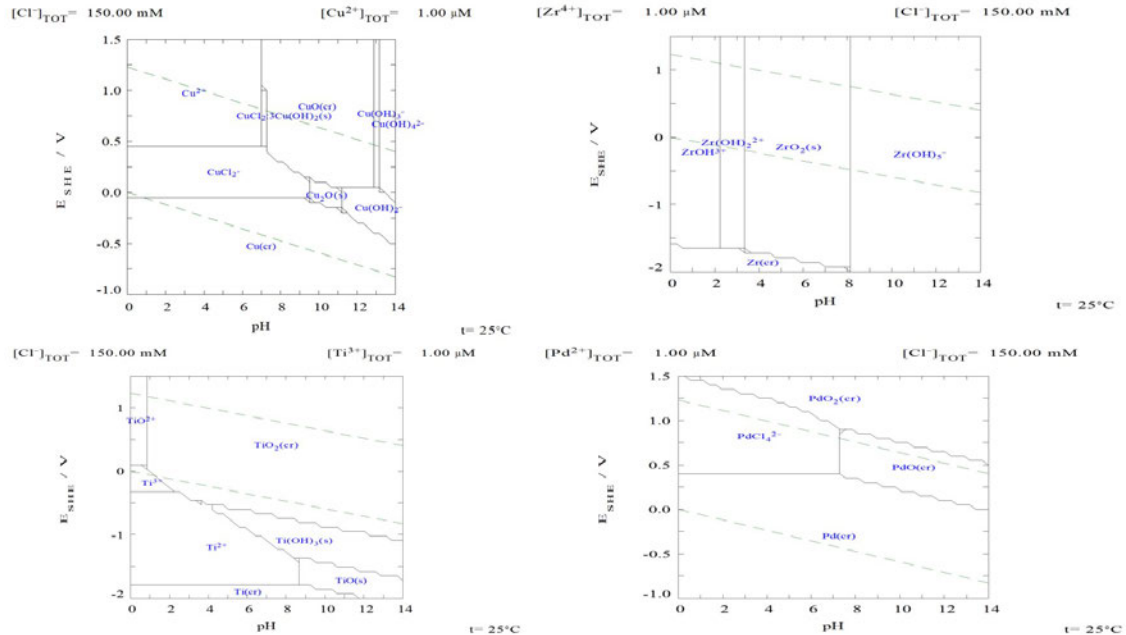 [Cl⁻]TOT= 150.00 mM [Cu²⁺]TOT= 1.00 µM
1.5
1.0
0.5
0.0
-0.5
-1.0
E SHE / V
Cu²⁺
CuCl₂:3Cu(OH)₂(s)
CuO(cr)
Cu(OH)₃⁻
Cu(OH)₄²⁻
CuCl₂⁻
Cu₂O(s)
Cu(OH)₂⁻
Cu(cr)
0 2 4 6 8 10 12 14
pH
t= 25°C
[Zr⁴⁺]TOT= 1.00 µM [Cl⁻]TOT= 150.00 mM
1
0
-1
-2
E SHE / V
ZrOH³⁺
Zr(OH)₂²⁺
ZrO₂(s)
Zr(OH)₅⁻
Zr(cr)
0 2 4 6 8 10 12 14
pH
t= 25°C
[Cl⁻]TOT= 150.00 mM [Ti³⁺]TOT= 1.00 µM
1
0
-1
-2
E SHE / V
TiO²⁺
TiO₂(cr)
Ti³⁺
Ti²⁺
Ti(OH)₃(s)
TiO(s)
Ti(cr)
0 2 4 6 8 10 12 14
pH
t= 25°C
[Pd²⁺]TOT= 1.00 µM [Cl⁻]TOT= 150.00 mM
1.5
1.0
0.5
0.0
-0.5
-1.0
E SHE / V
PdO₂(cr)
PdCl₄²⁻
PdO(cr)
Pd(cr)
0 2 4 6 8 10 12 14
pH
t= 25°C